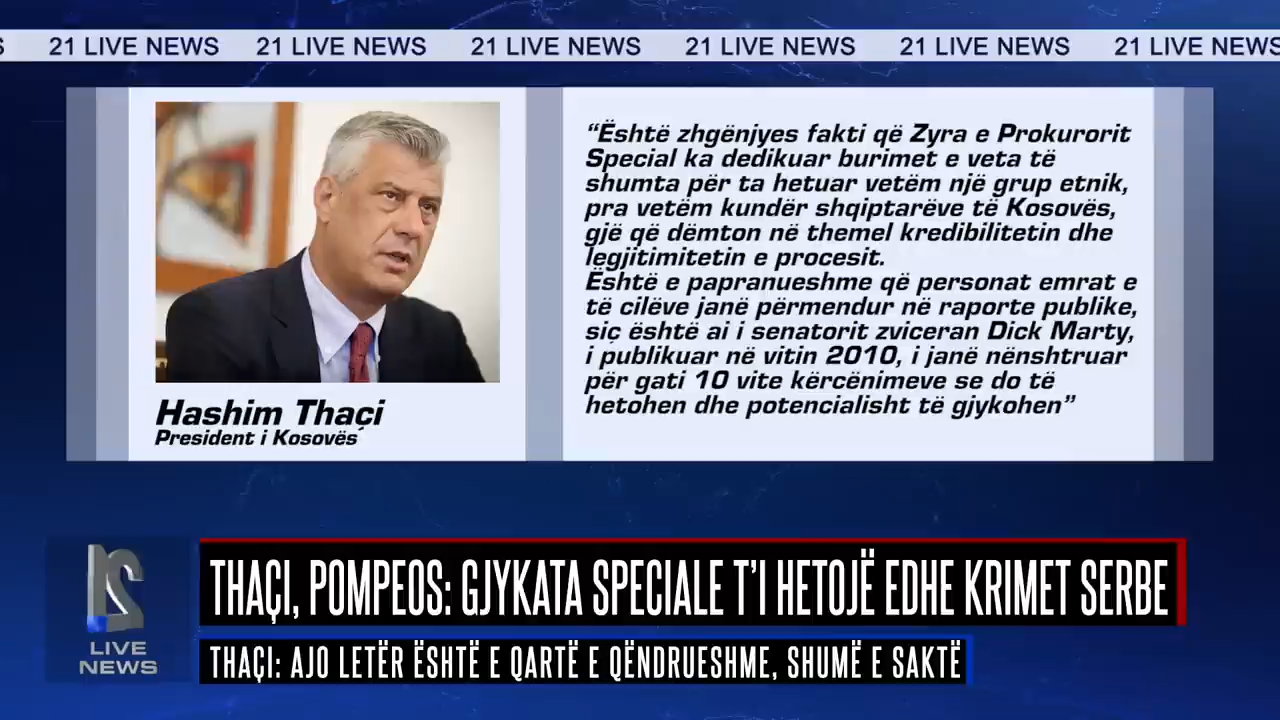 S 21 LIVE NEWS 21 LIVE NEWS 21 LIVE NEWS 21 LIVE NEWS 21 LIVE NEWS 21 LIVE NEWS
“Është zhgënjyes fakti që Zyra e Prokurorit
Special ka dedikuar burimet e veta të
shumta për ta hetuar vetëm një grup etnik,
pra vetëm kundër shqiptarëve të Kosovës,
gjë që dëmton në themel kredibilitetin dhe
legjitimitetin e procesit.
Është e papranueshme që personat emrat e
të cilëve janë përmendur në raporte publike,
siç është ai i senatorit zviceran Dick Marty,
i publikuar në vitin 2010, i janë nënshtruar
për gati 10 vite kërcënimeve se do të
hetohen dhe potencialisht të gjykohen”
Hashim Thaçi
President i Kosovës
21
LIVE
NEWS
THAÇI, POMPEOS: GJYKATA SPECIALE T'I HETOJË EDHE KRIMET SERBE
THAÇI: AJO LETËR ËSHTË E QARTË E QËNDRUESHME, SHUMË E SAKTË